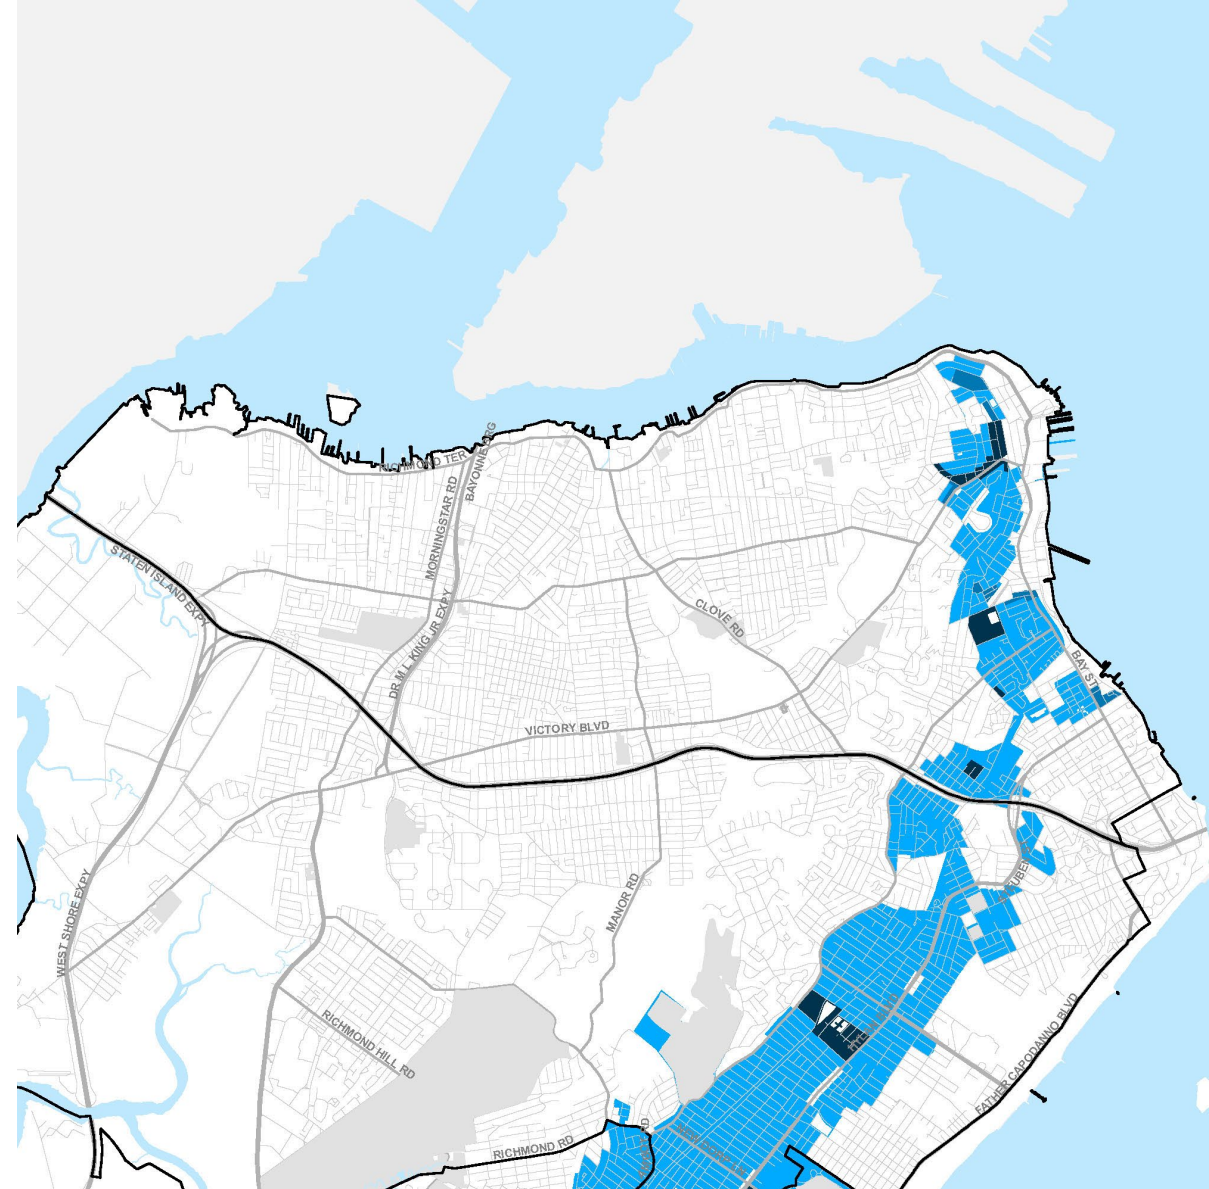 RICHMOND TER
BAYONNE BRG
MORNINGSTAR RD
STATEN ISLAND EXPY
CLOVE RD
DR M L KING JR EXPY
BAY ST
VICTORY BLVD
MANOR RD
WEST SHORE EXPY
RICHMOND HILL RD
FATHER CAPODANNO BLVD
RICHMOND RD